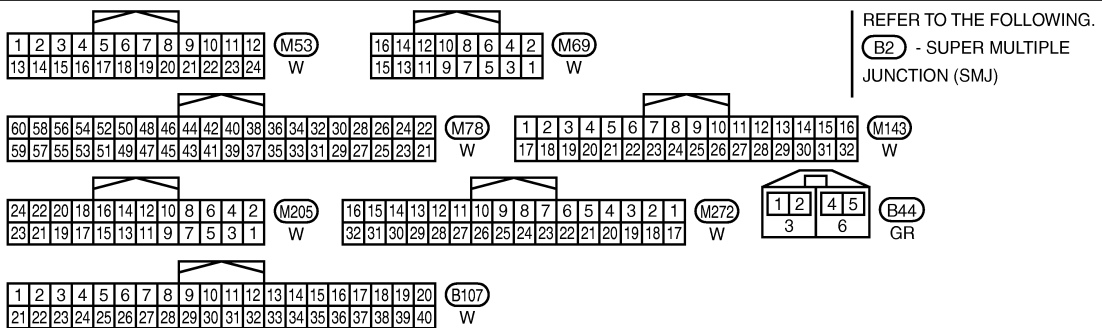 1 2 3 4 5 6 7 8 9 10 11 12 M53
13 14 15 16 17 18 19 20 21 22 23 24 W
16 14 12 10 8 6 4 2 M69
15 13 11 9 7 5 3 1 W
REFER TO THE FOLLOWING.
B2 - SUPER MULTIPLE
JUNCTION (SMJ)
60 58 56 54 52 50 48 46 44 42 40 38 36 34 32 30 28 26 24 22 M78
59 57 55 53 51 49 47 45 43 41 39 37 35 33 31 29 27 25 23 21 W
1 2 3 4 5 6 7 8 9 10 11 12 13 14 15 16 M143
17 18 19 20 21 22 23 24 25 26 27 28 29 30 31 32 W
24 22 20 18 16 14 12 10 8 6 4 2 M205
23 21 19 17 15 13 11 9 7 5 3 1 W
16 15 14 13 12 11 10 9 8 7 6 5 4 3 2 1 M272
32 31 30 29 28 27 26 25 24 23 22 21 20 19 18 17 W
1 2 4 5 B44
3 6 GR
1 2 3 4 5 6 7 8 9 10 11 12 13 14 15 16 17 18 19 20 B107
21 22 23 24 25 26 27 28 29 30 31 32 33 34 35 36 37 38 39 40 W